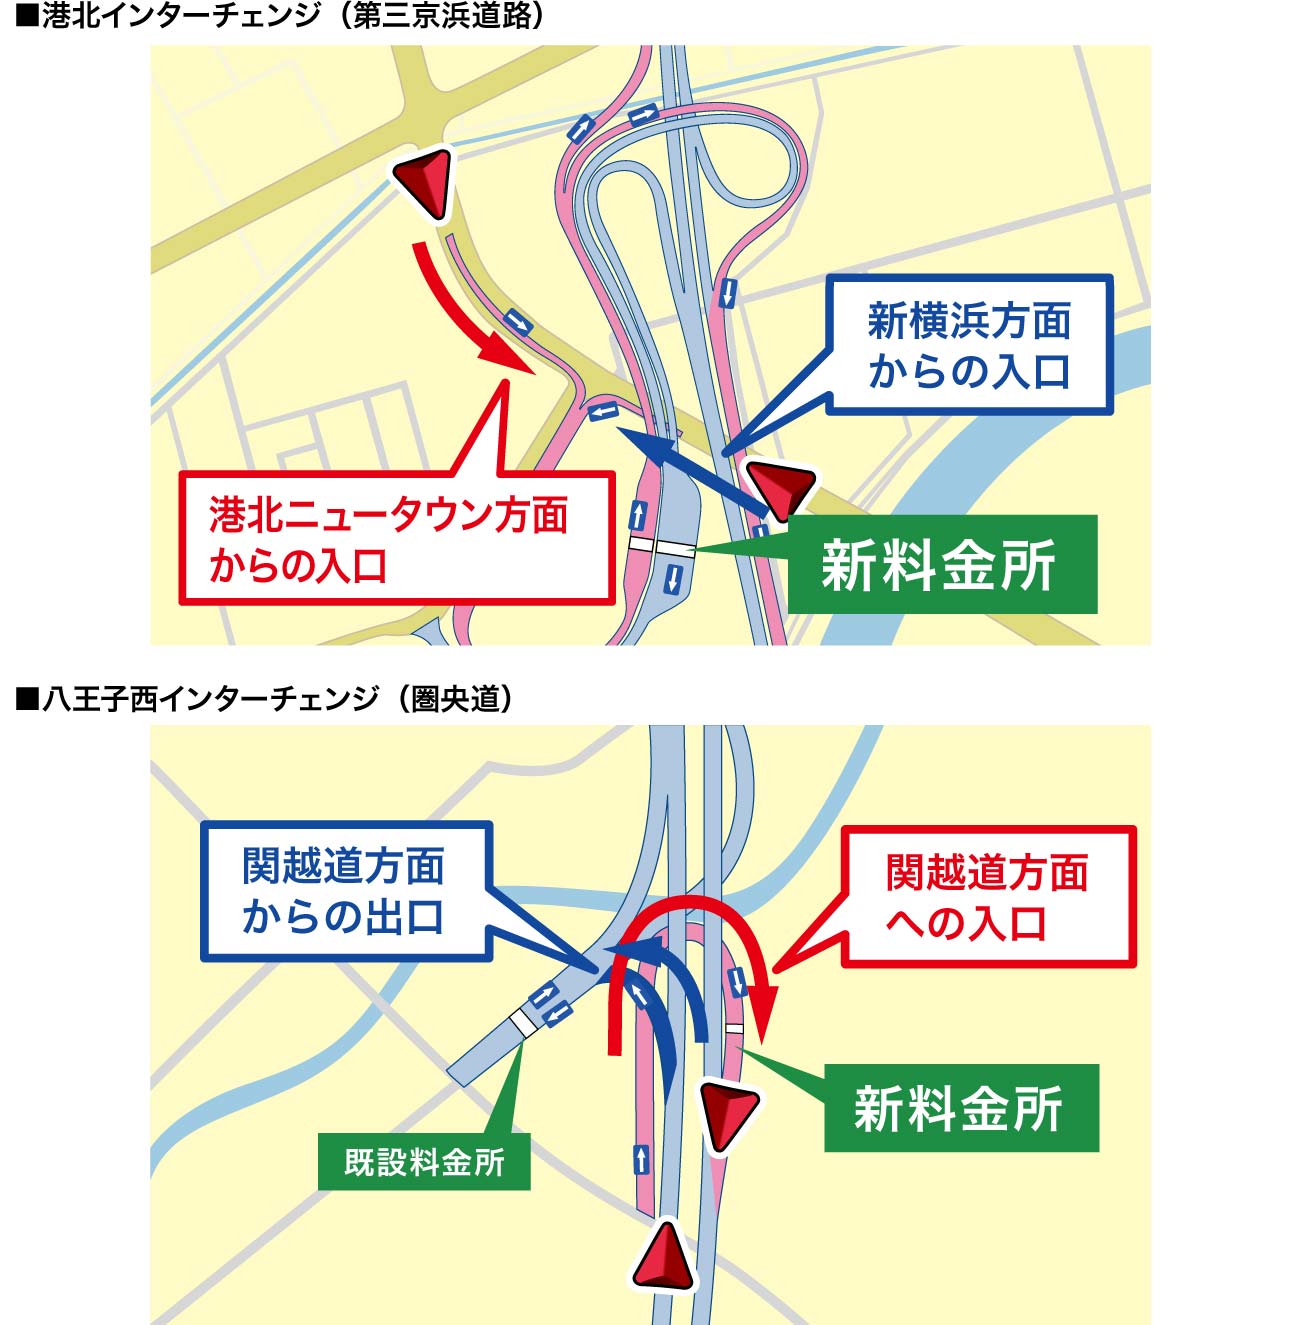 ■港北インターチェンジ（第三京浜道路）
新横浜方面
からの入口
港北ニュータウン方面
からの入口
新料金所
■八王子西インターチェンジ（圏央道）
関越道方面
からの出口
関越道方面
への入口
新料金所
既設料金所